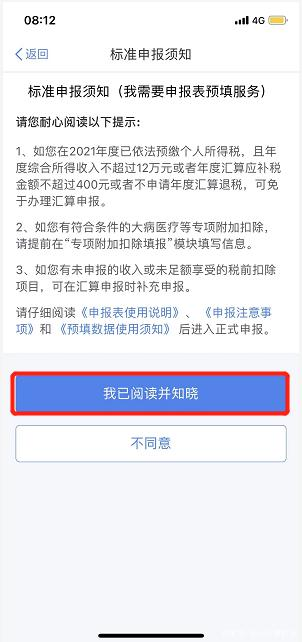 08:12
4G
返回
标准申报须知
标准申报须知（我需要申报表预填服务）
请您耐心阅读以下提示：
1、如您在2021年度已依法预缴个人所得税，且年
度综合所得收入不超过12万元或者年度汇算应补税
金额不超过400元或者不申请年度汇算退税，可免
于办理汇算申报。
2、如您有符合条件的大病医疗等专项附加扣除，
请提前在“专项附加扣除填报”模块填写信息。
3、如您有未申报的收入或未足额享受的税前扣除
项目，可在汇算申报时补充申报。
请仔细阅读《申报表使用说明》、《申报注意事
项》和《预填数据使用须知》 后进入正式申报。
我已阅读并知晓
不同意